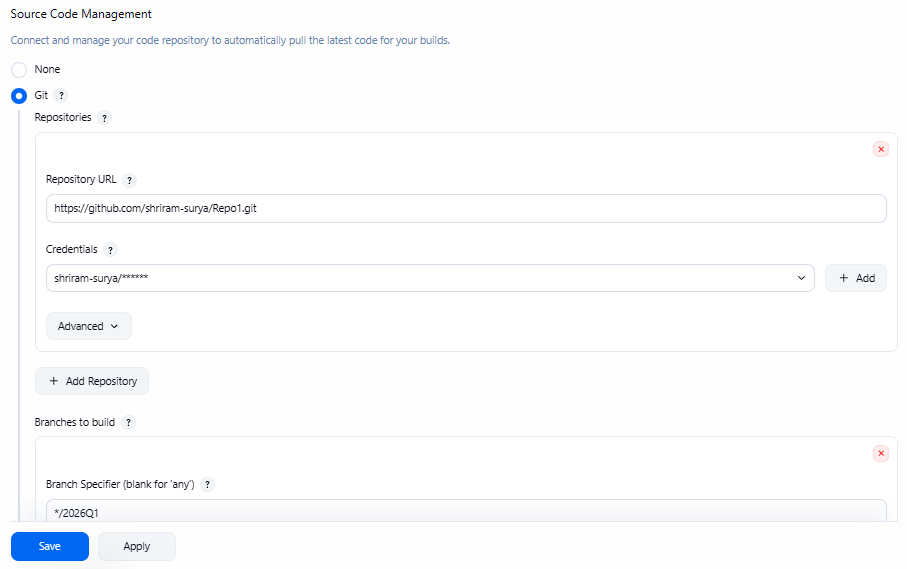 Source Code Management
Connect and manage your code repository to automatically pull the latest code for your builds.
None
Git ?
Repositories ?
×
Repository URL ?
https://github.com/shriram-surya/Repo1.git
Credentials ?
shriram-surya/******
+ Add
Advanced
+ Add Repository
Branches to build ?
×
Branch Specifier (blank for 'any') ?
*/2026Q1
Save Apply